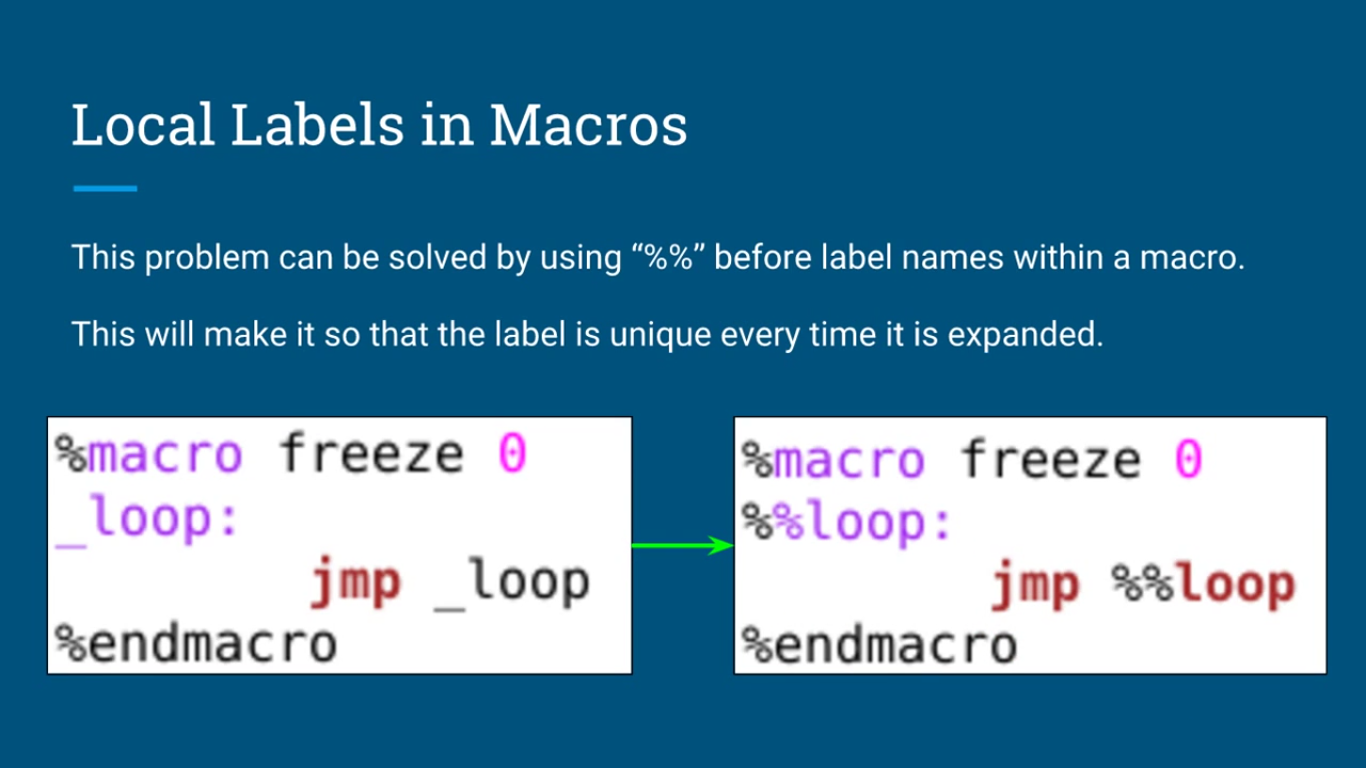 Local Labels in Macros
This problem can be solved by using “%%” before label names within a macro.
This will make it so that the label is unique every time it is expanded.
%macro freeze 0
_loop:
jmp _loop
%endmacro
%macro freeze 0
%%loop:
jmp %%loop
%endmacro